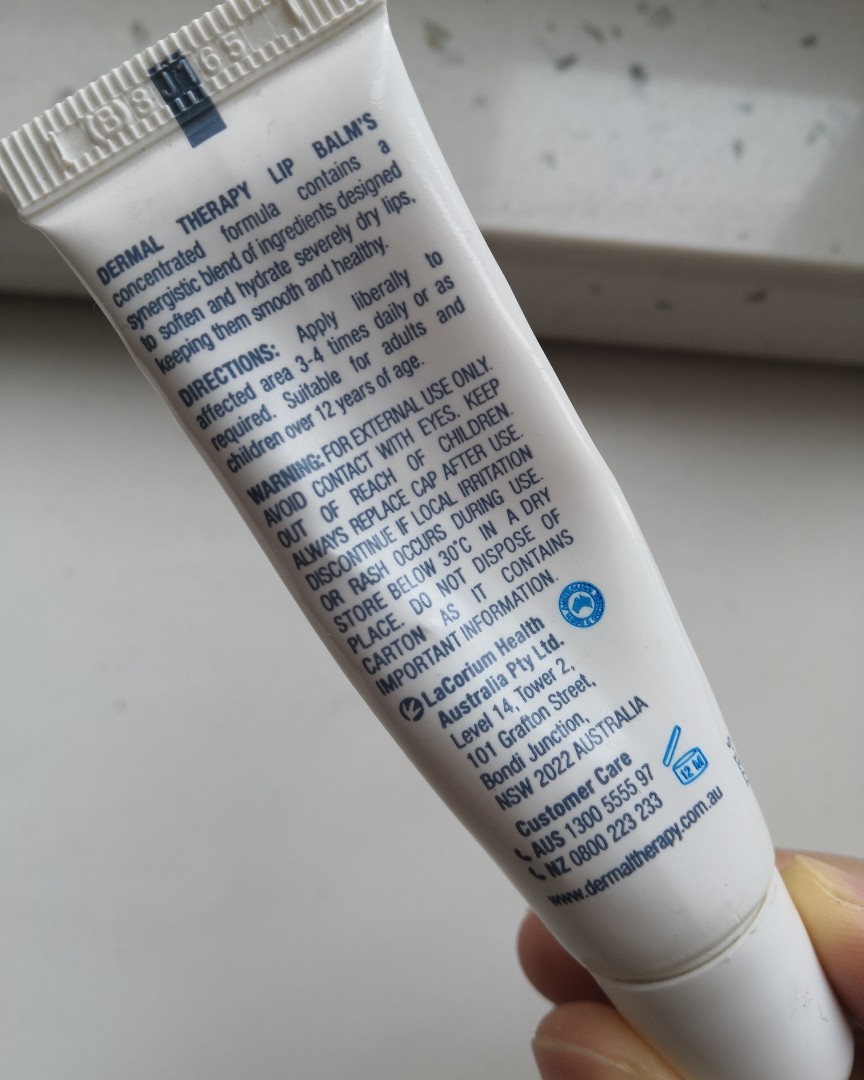 DERMAL THERAPY LIP BALM'S
concentrated formula contains a
synergistic blend of ingredients designed
to soften and hydrate severely dry lips,
keeping them smooth and healthy.
DIRECTIONS: Apply liberally to
affected area 3-4 times daily or as
required. Suitable for adults and
children over 12 years of age.
WARNING: FOR EXTERNAL USE ONLY.
AVOID CONTACT WITH EYES. KEEP
OUT OF REACH OF CHILDREN.
ALWAYS REPLACE CAP AFTER USE.
DISCONTINUE IF LOCAL IRRITATION
OR RASH OCCURS DURING USE.
STORE BELOW 30°C IN A DRY
PLACE. DO NOT DISPOSE OF
CARTON AS IT CONTAINS
IMPORTANT INFORMATION.
LaCorium Health
Australia Pty Ltd.
Level 14, Tower 2,
101 Grafton Street,
Bondi Junction,
NSW 2022 AUSTRALIA
12 M
Customer Care
AUS 1300 5555 97
NZ 0800 223 233
www.dermaltherapy.com.au